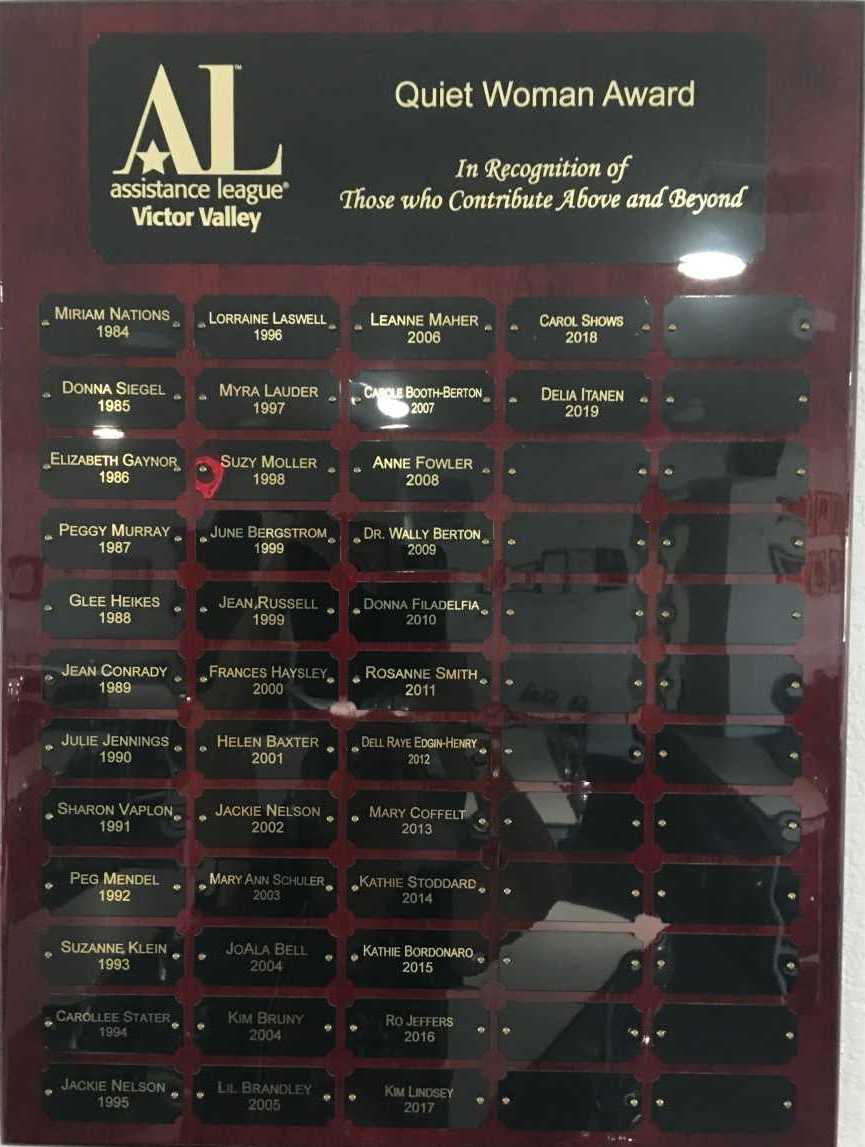 AL™
assistance league®
Victor Valley
Quiet Woman Award
In Recognition of
Those who Contribute Above and Beyond
MIRIAM NATIONS
1984
DONNA SIEGEL
1985
ELIZABETH GAYNOR
1986
PEGGY MURRAY
1987
GLEE HEIKES
1988
JEAN CONRADY
1989
JULIE JENNINGS
1990
SHARON VAPLON
1991
PEG MENDEL
1992
SUZANNE KLEIN
1993
CAROLLEE STATER
1994
JACKIE NELSON
1995
LORRAINE LASWELL
1996
MYRA LAUDER
1997
SUZY MOLLER
1998
JUNE BERGSTROM
1999
JEAN RUSSELL
1999
FRANCES HAYSLEY
2000
HELEN BAXTER
2001
JACKIE NELSON
2002
MARY ANN SCHULER
2003
JOALA BELL
2004
KIM BRUNY
2004
LIL BRANDLEY
2005
LEANNE MAHER
2006
CAROLE BOOTH-BERTON
2007
ANNE FOWLER
2008
DR. WALLY BERTON
2009
DONNA FILADELFIA
2010
ROSANNE SMITH
2011
DELL RAYE EDGIN-HENRY
2012
MARY COFFELT
2013
KATHIE STODDARD
2014
KATHIE BORDONARO
2015
RO JEFFERS
2016
KIM LINDSEY
2017
CAROL SHOWS
2018
DELIA ITANEN
2019